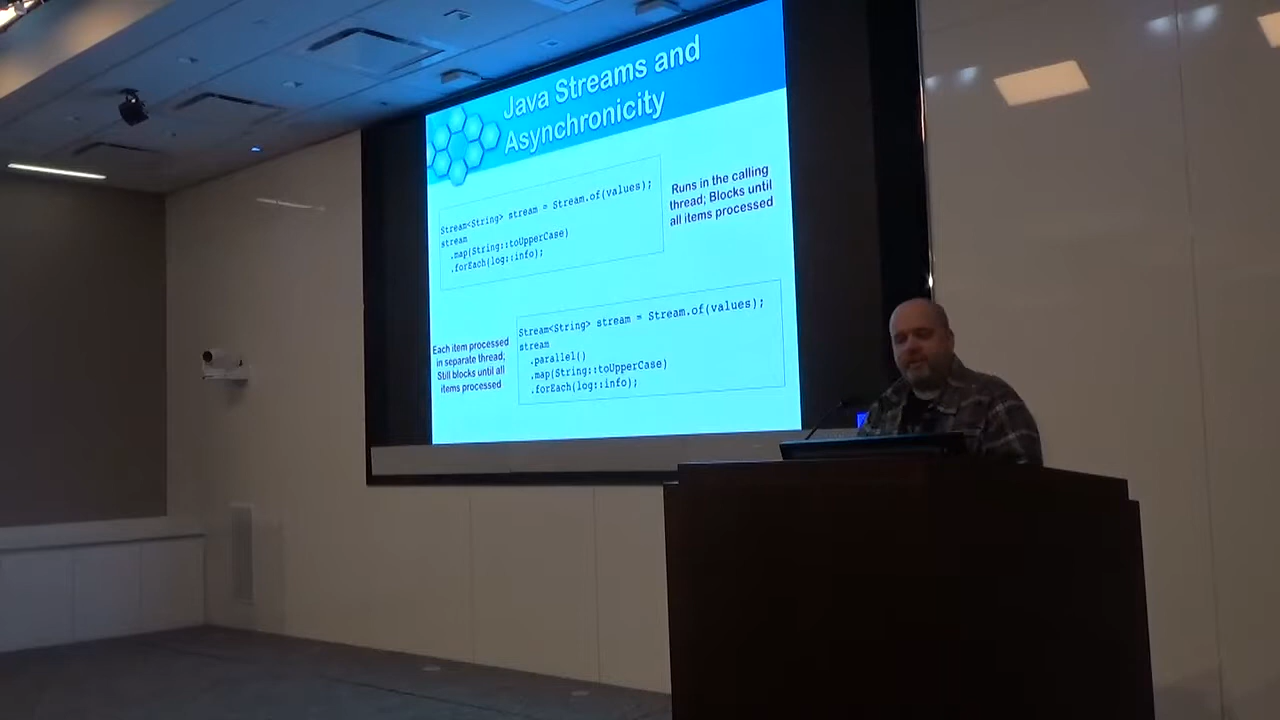 Java Streams and
Asynchronicity
Stream<String> stream = Stream.of(values);
stream
.map(String::toUpperCase)
.forEach(log::info);
Runs in the calling
thread; Blocks until
all items processed
Each item processed
in separate thread;
Still blocks until all
items processed
Stream<String> stream = Stream.of(values);
stream
.parallel()
.map(String::toUpperCase)
.forEach(log::info);